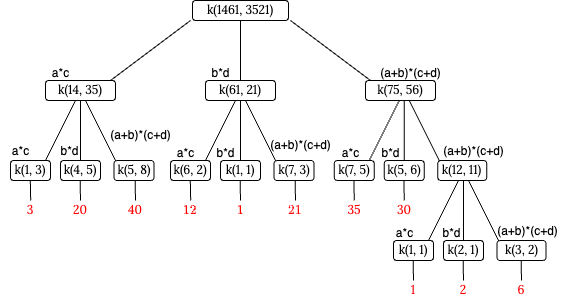 k(1461, 3521)
a*c b*d (a+b)*(c+d)
k(14, 35) k(61, 21) k(75, 56)
a*c b*d (a+b)*(c+d) a*c b*d (a+b)*(c+d) a*c b*d (a+b)*(c+d)
k(1, 3) k(4, 5) k(5, 8) k(6, 2) k(1, 1) k(7, 3) k(7, 5) k(5, 6) k(12, 11)
3 20 40 12 1 21 35 30
a*c b*d (a+b)*(c+d)
k(1, 1) k(2, 1) k(3, 2)
1 2 6